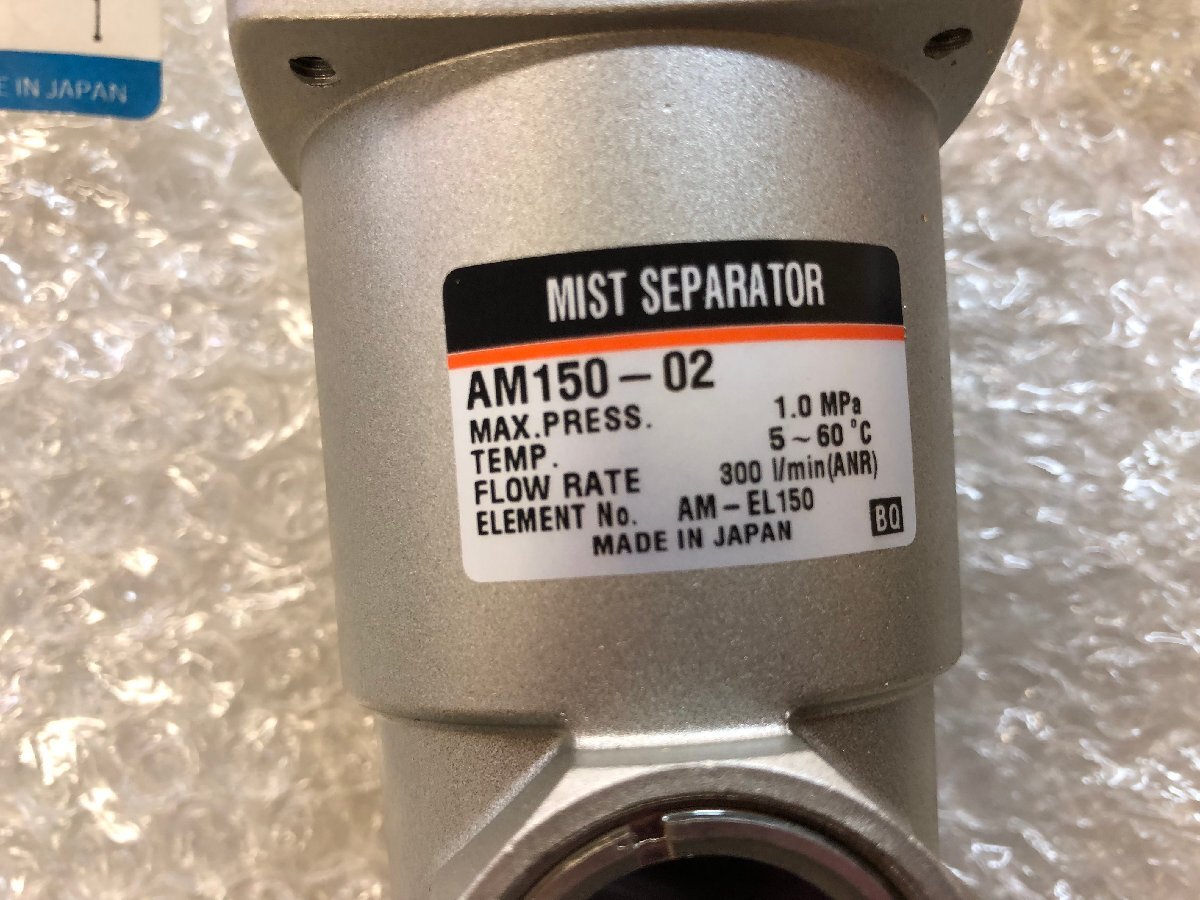 E IN JAPAN
MIST SEPARATOR
AM150-02
MAX.PRESS. 1.0 MPa
TEMP. 5~60°C
FLOW RATE 300 l/min(ANR)
ELEMENT No. AM-EL150
MADE IN JAPAN BQ